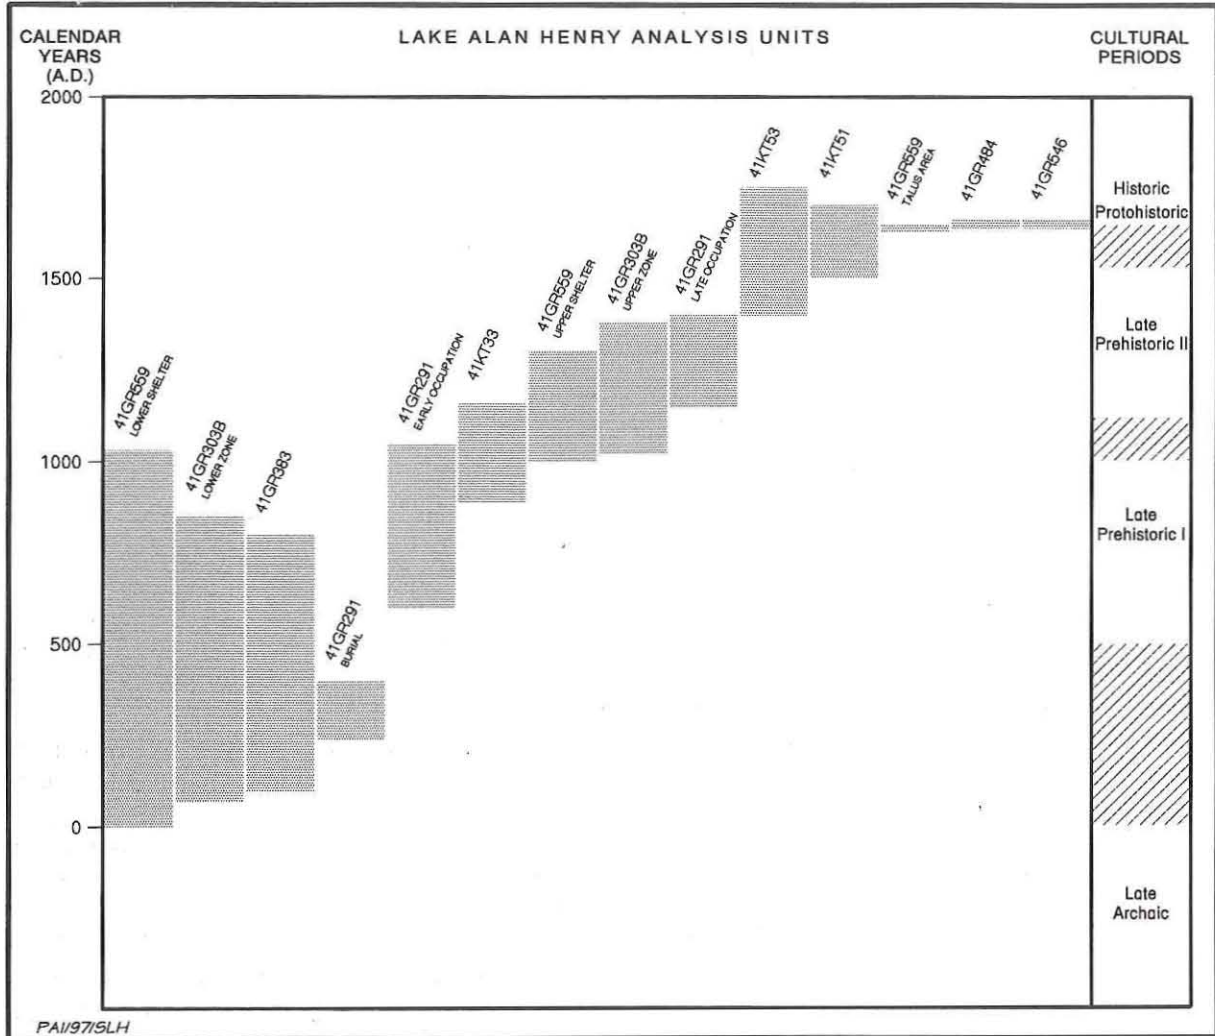 CALENDAR
YEARS
(A.D.)
LAKE ALAN HENRY ANALYSIS UNITS
CULTURAL
PERIODS
2000
1500
1000
500
0
41GR559
LOWER SHELTER
41GR303B
LOWER ZONE
41GR383
41GR291
BURIAL
41GR291
EARLY OCCUPATION
41KT33
41GR559
UPPER SHELTER
41GR303B
UPPER ZONE
41GR291
LATE OCCUPATION
41KT53
41KT51
41GR559
TALUS AREA
41GR484
41GR546
Historic
Protohistoric
Late
Prehistoric II
Late
Prehistoric I
Late
Archaic
PAI/97/SLH